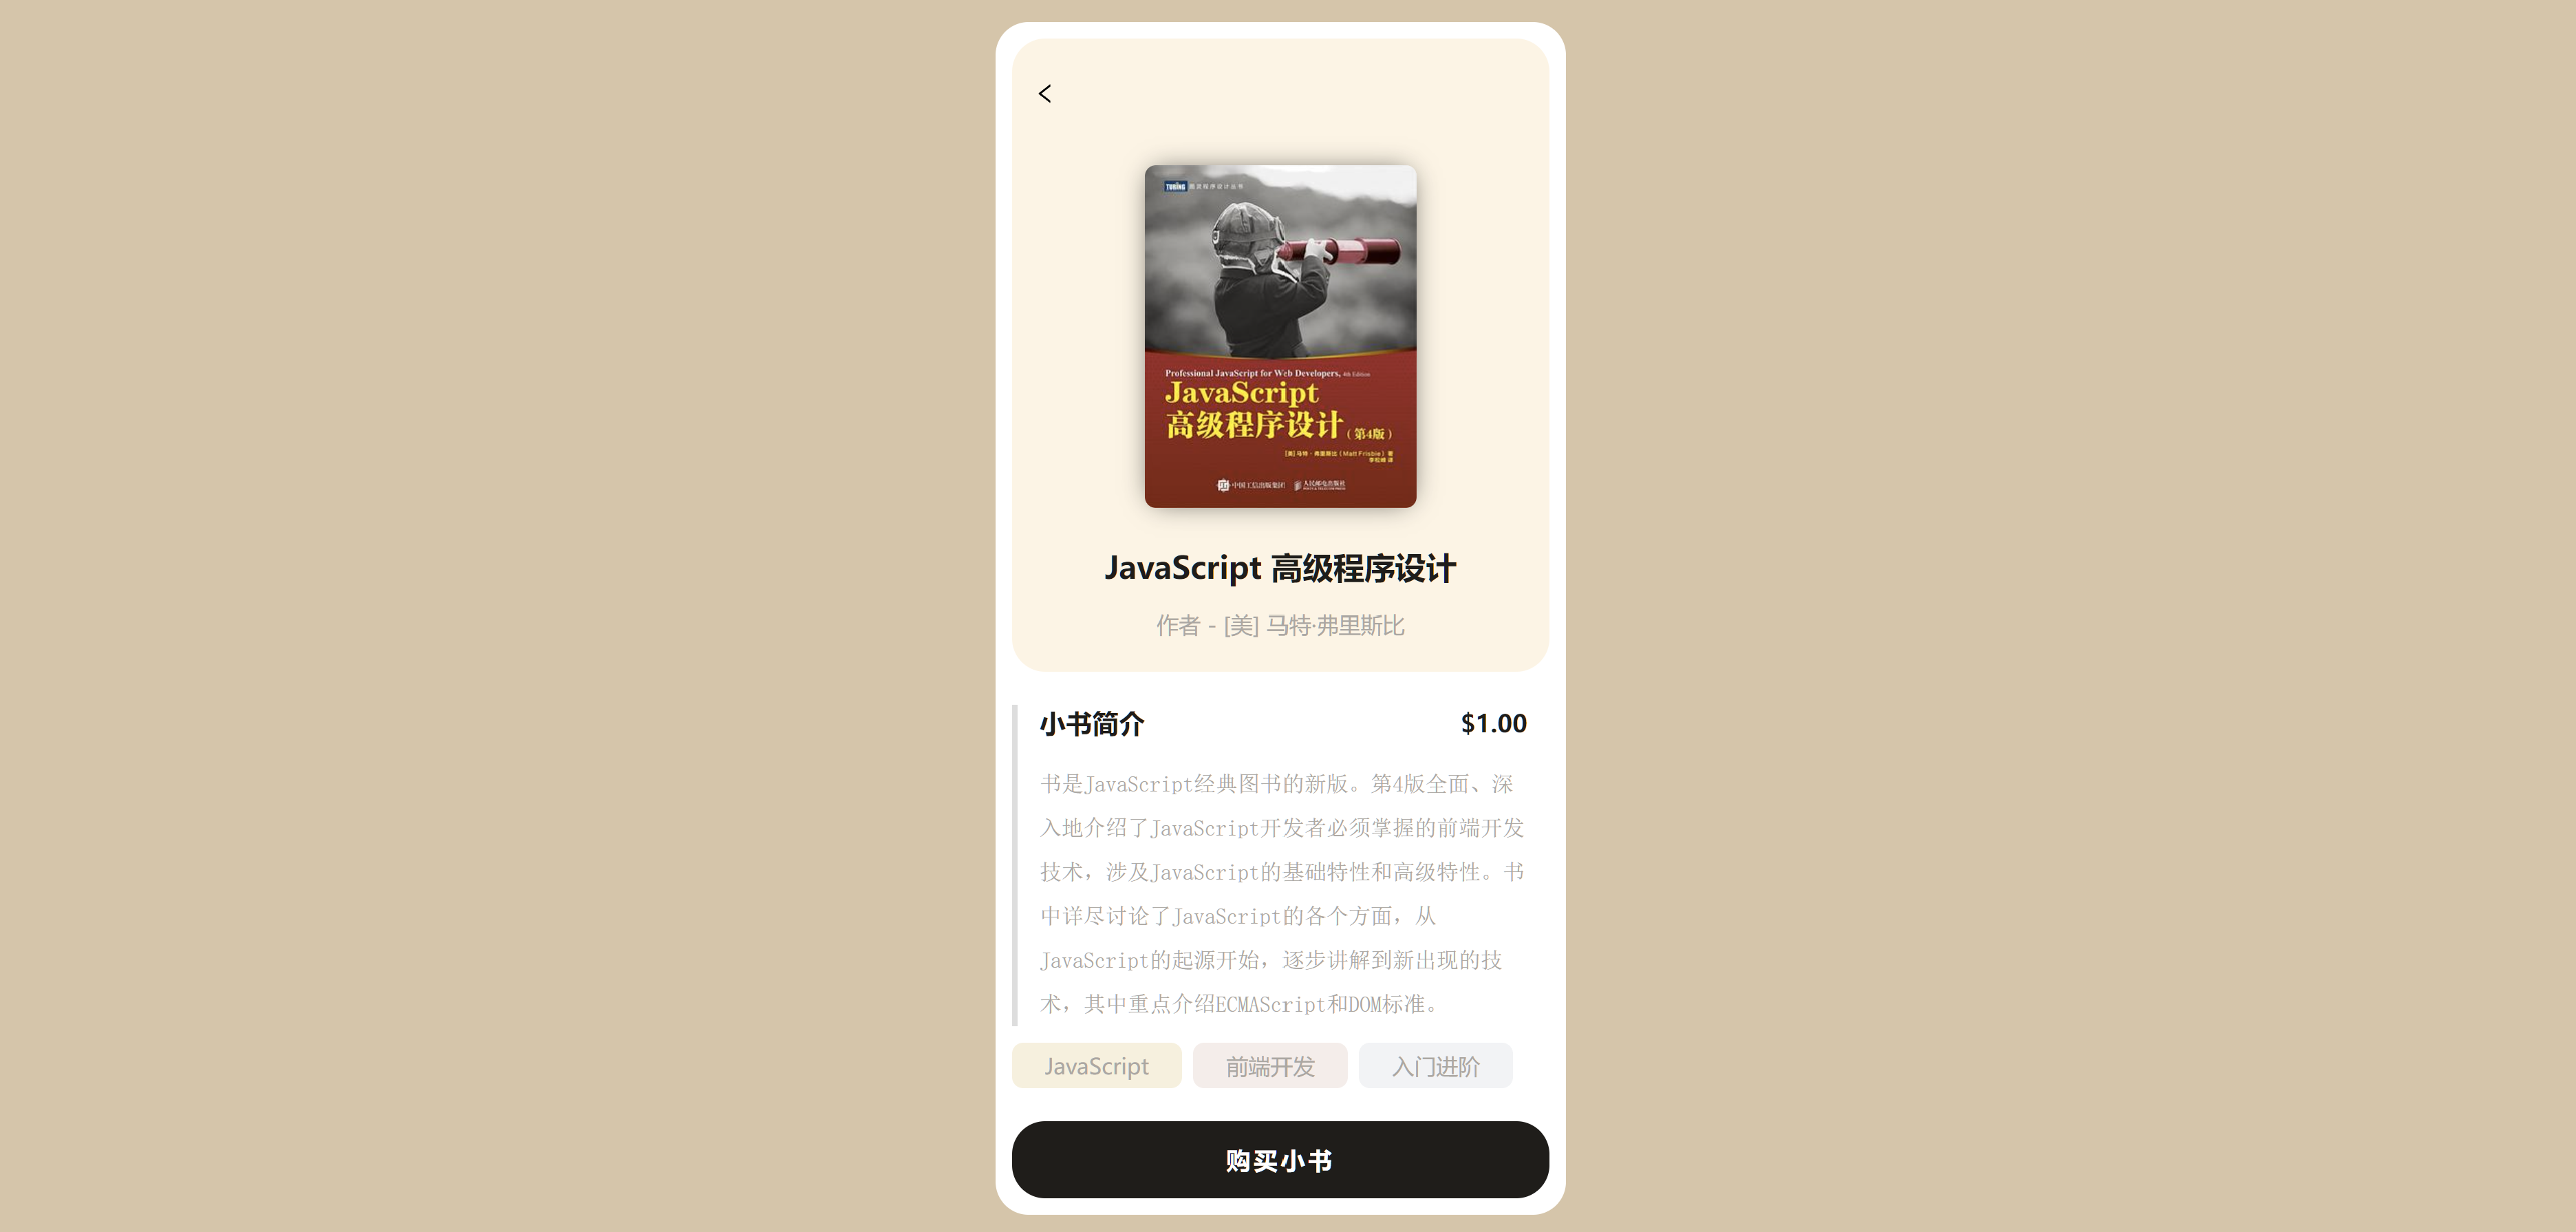 TURING 图灵程序设计丛书
Professional JavaScript for Web Developers, 4th Edition
JavaScript
高级程序设计（第4版）
[美] 马特·弗里斯比（Matt Frisbie）著
李松峰 译
中国工信出版集团 人民邮电出版社
POSTS & TELECOM PRESS
JavaScript 高级程序设计
作者 - [美] 马特·弗里斯比
小书简介 $1.00
书是JavaScript经典图书的新版。第4版全面、深
入地介绍了JavaScript开发者必须掌握的前端开发
技术，涉及JavaScript的基础特性和高级特性。书
中详尽讨论了JavaScript的各个方面，从
JavaScript的起源开始，逐步讲解到新出现的技
术，其中重点介绍ECMAScript和DOM标准。
JavaScript 前端开发 入门进阶
购买小书